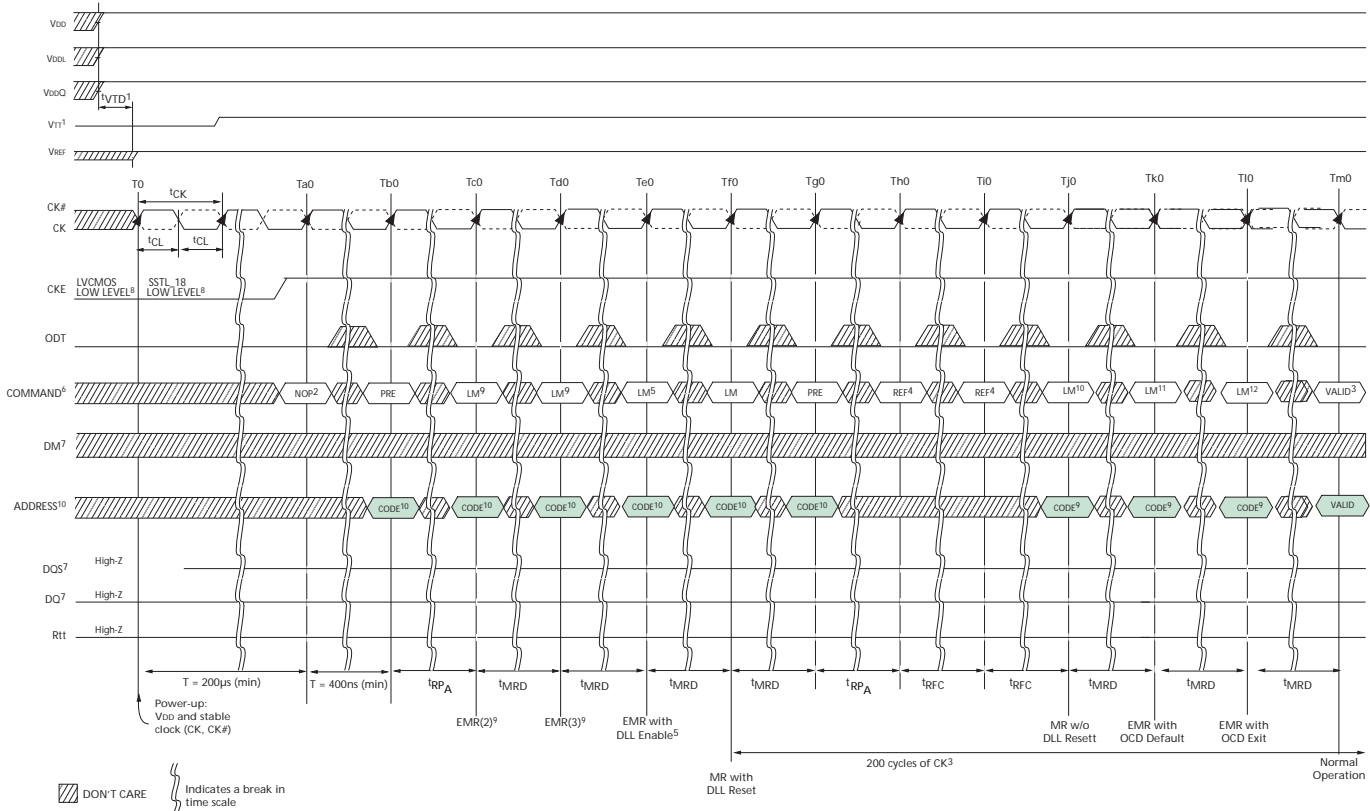 VDD
VDDL
VDDQ
tVTD1
VTT1
VREF
T0 Ta0 Tb0 Tc0 Td0 Te0 Tf0 Tg0 Th0 Ti0 Tj0 Tk0 Tl0 Tm0
tCK
CK#
CK
tCL tCL
CKE LVCMOS LOW LEVEL8 SSTL_18 LOW LEVEL8
ODT
COMMAND6 NOP2 PRE LM9 LM9 LM5 LM PRE REF4 REF4 LM10 LM11 LM12 VALID3
DM7
ADDRESS10 CODE10 CODE10 CODE10 CODE10 CODE10 CODE10 CODE9 CODE9 CODE9 VALID
DQS7 High-Z
DQ7 High-Z
Rtt High-Z
T = 200μs (min) T = 400ns (min) tRPA tMRD tMRD tMRD tMRD tRPA tRFC tRFC tMRD tMRD tMRD
Power-up:
VDD and stable
clock (CK, CK#)
EMR(2)9 EMR(3)9
EMR with
DLL Enable5
MR w/o
DLL Resett
EMR with
OCD Default
EMR with
OCD Exit
200 cycles of CK3
MR with
DLL Reset
Normal
Operation
DON'T CARE
Indicates a break in
time scale